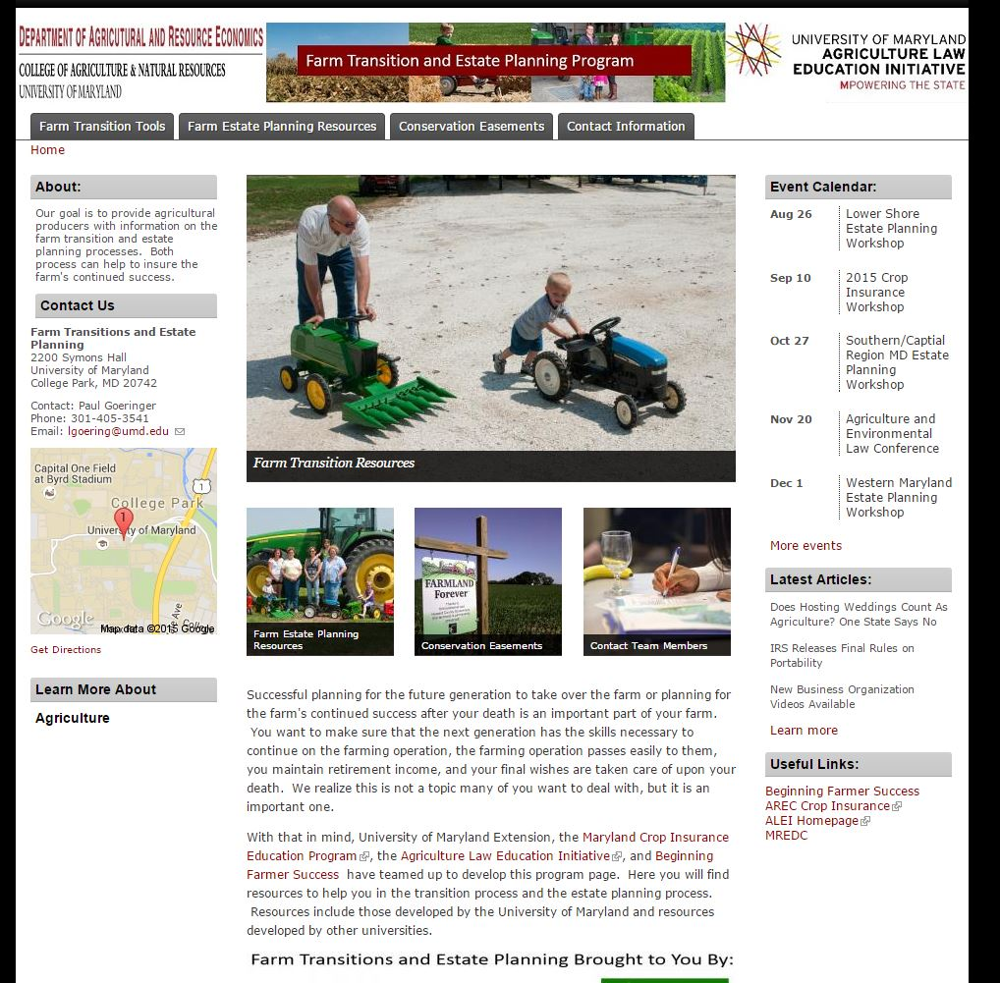 DEPARTMENT OF AGRICUTURAL AND RESOURCE ECONOMICS
COLLEGE OF AGRICULTURE & NATURAL RESOURCES
UNIVERSITY OF MARYLAND
Farm Transition and Estate Planning Program
UNIVERSITY OF MARYLAND
AGRICULTURE LAW
EDUCATION INITIATIVE
MPOWERING THE STATE
Farm Transition Tools
Farm Estate Planning Resources
Conservation Easements
Contact Information
Home
About:
Our goal is to provide agricultural
producers with information on the
farm transition and estate
planning processes. Both
process can help to insure the
farm's continued success.
Contact Us
Farm Transitions and Estate
Planning
2200 Symons Hall
University of Maryland
College Park, MD 20742
Contact: Paul Goeringer
Phone: 301-405-3541
Email: lgoering@umd.edu
Capital One Field
at Byrd Stadium
1
College Park
1
University of Maryland
Google
Map data ©2015 Google
Get Directions
Learn More About
Agriculture
Farm Transition Resources
FARMLAND
Forever
Farm Estate Planning
Resources
Conservation Easements
Contact Team Members
Successful planning for the future generation to take over the farm or planning for
the farm's continued success after your death is an important part of your farm.
You want to make sure that the next generation has the skills necessary to
continue on the farming operation, the farming operation passes easily to them,
you maintain retirement income, and your final wishes are taken care of upon your
death. We realize this is not a topic many of you want to deal with, but it is an
important one.
With that in mind, University of Maryland Extension, the Maryland Crop Insurance
Education Program, the Agriculture Law Education Initiative, and Beginning
Farmer Success have teamed up to develop this program page. Here you will find
resources to help you in the transition process and the estate planning process.
Resources include those developed by the University of Maryland and resources
developed by other universities.
Farm Transitions and Estate Planning Brought to You By:
Event Calendar:
Aug 26 Lower Shore
Estate Planning
Workshop
Sep 10 2015 Crop
Insurance
Workshop
Oct 27 Southern/Captial
Region MD Estate
Planning
Workshop
Nov 20 Agriculture and
Environmental
Law Conference
Dec 1 Western Maryland
Estate Planning
Workshop
More events
Latest Articles:
Does Hosting Weddings Count As
Agriculture? One State Says No
IRS Releases Final Rules on
Portability
New Business Organization
Videos Available
Learn more
Useful Links:
Beginning Farmer Success
AREC Crop Insurance
ALEI Homepage
MREDC